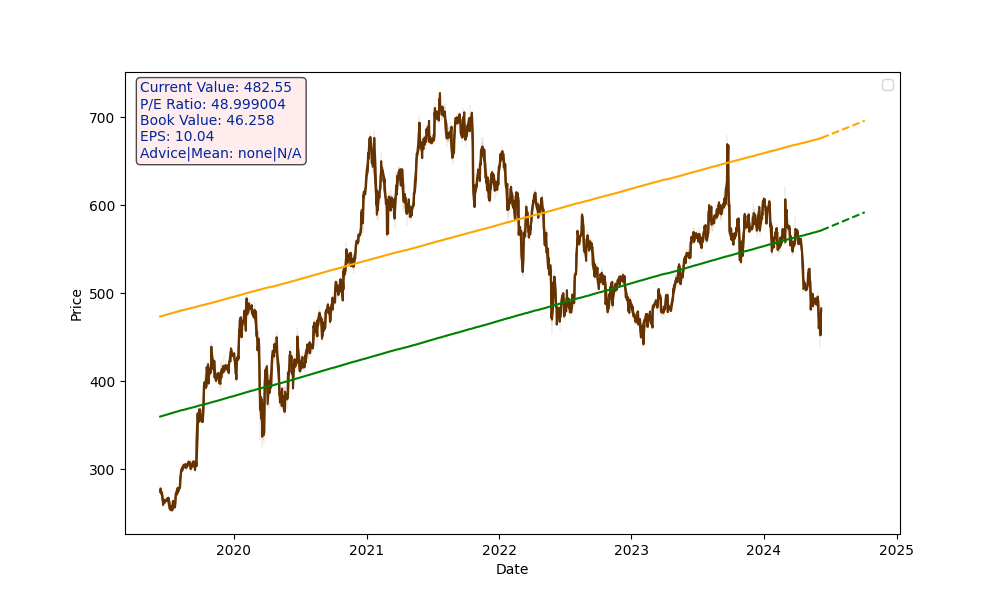 Current Value: 482.55
P/E Ratio: 48.999004
Book Value: 46.258
EPS: 10.04
Advice|Mean: none|N/A
700
600
500
400
300
Price
2020
2021
2022
2023
2024
2025
Date